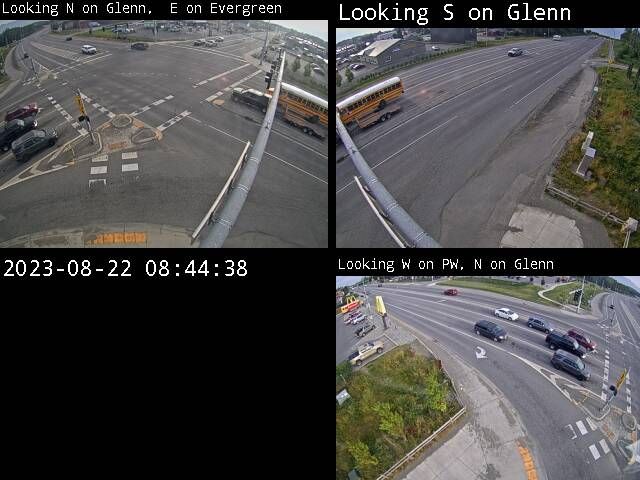 Looking N on Glenn,  E on Evergreen
Looking S on Glenn
2023-08-22 08:44:38
Looking W on PW, N on Glenn